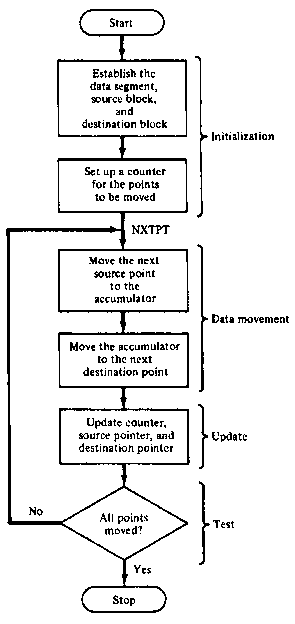 Start
Establish the
data segment,
source block,
and
destination block
Initialization
Set up a counter
for the points
to be moved
NXTPT
Move the next
source point
to the
accumulator
Data movement
Move the accumulator
to the next
destination point
Update counter,
source pointer, and
destination pointer
Update
No
All points
moved?
Test
Yes
Stop